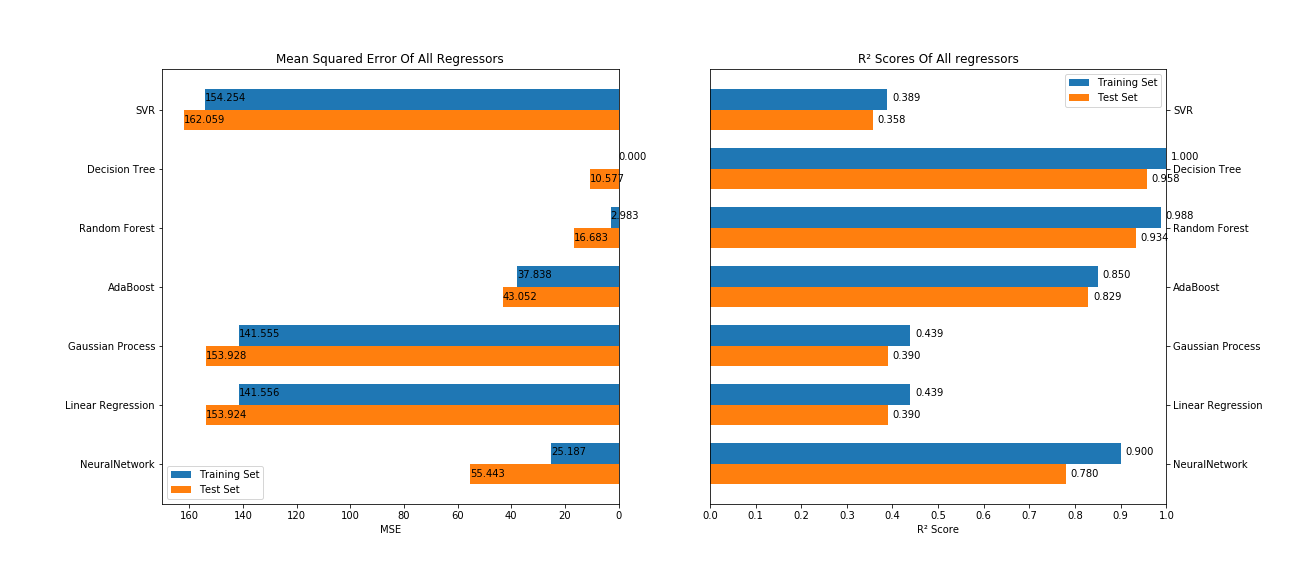 Mean Squared Error Of All Regressors
SVR
154.254
162.059
Decision Tree
0.000
10.577
Random Forest
2.983
16.683
AdaBoost
37.838
43.052
Gaussian Process
141.555
153.928
Linear Regression
141.556
153.924
NeuralNetwork
25.187
55.443
Training Set
Test Set
160 140 120 100 80 60 40 20 0
MSE
R² Scores Of All regressors
Training Set
Test Set
0.389
0.358
SVR
1.000
0.958
Decision Tree
0.988
0.934
Random Forest
0.850
0.829
AdaBoost
0.439
0.390
Gaussian Process
0.439
0.390
Linear Regression
0.900
0.780
NeuralNetwork
0.0 0.1 0.2 0.3 0.4 0.5 0.6 0.7 0.8 0.9 1.0
R² Score